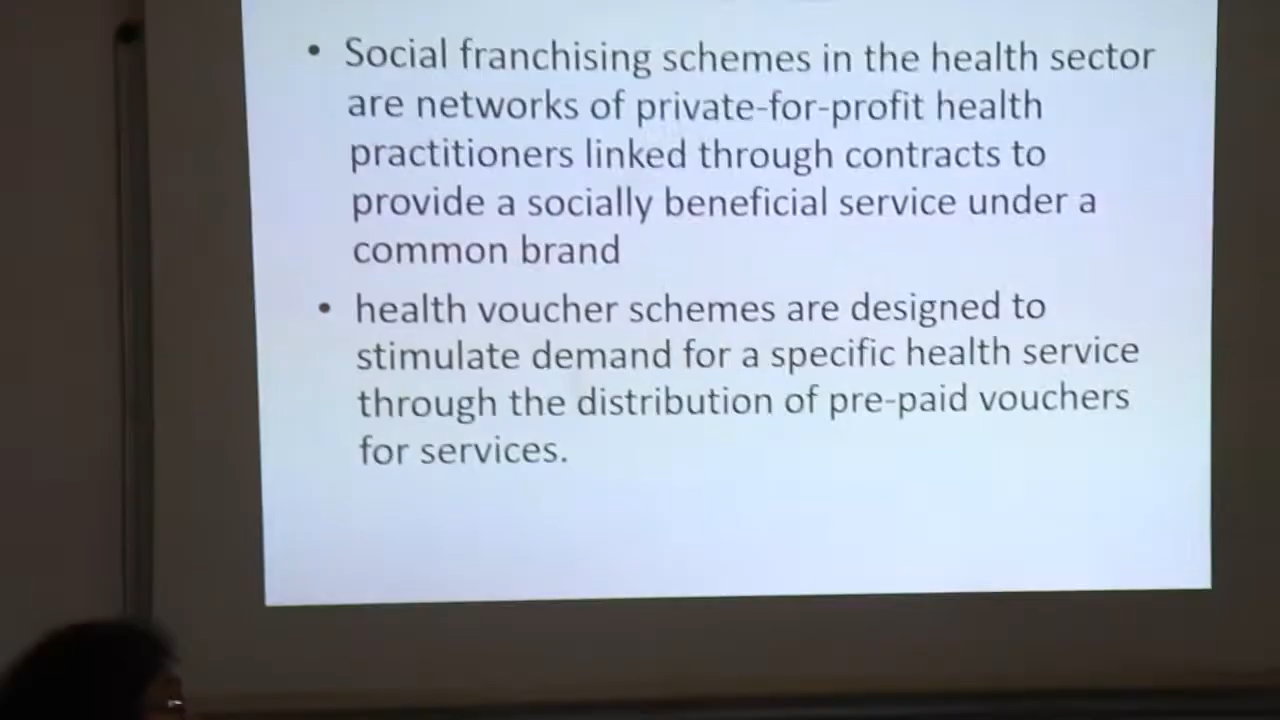 • Social franchising schemes in the health sector
are networks of private-for-profit health
practitioners linked through contracts to
provide a socially beneficial service under a
common brand
• health voucher schemes are designed to
stimulate demand for a specific health service
through the distribution of pre-paid vouchers
for services.